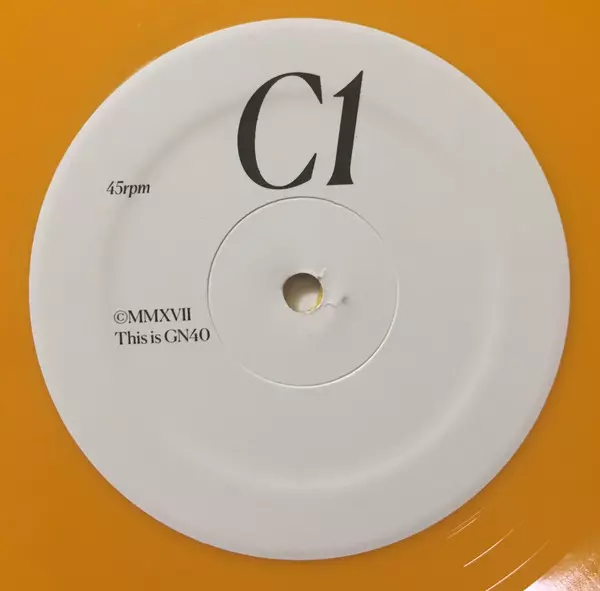 C1
45rpm
©MMXVII
This is GN40